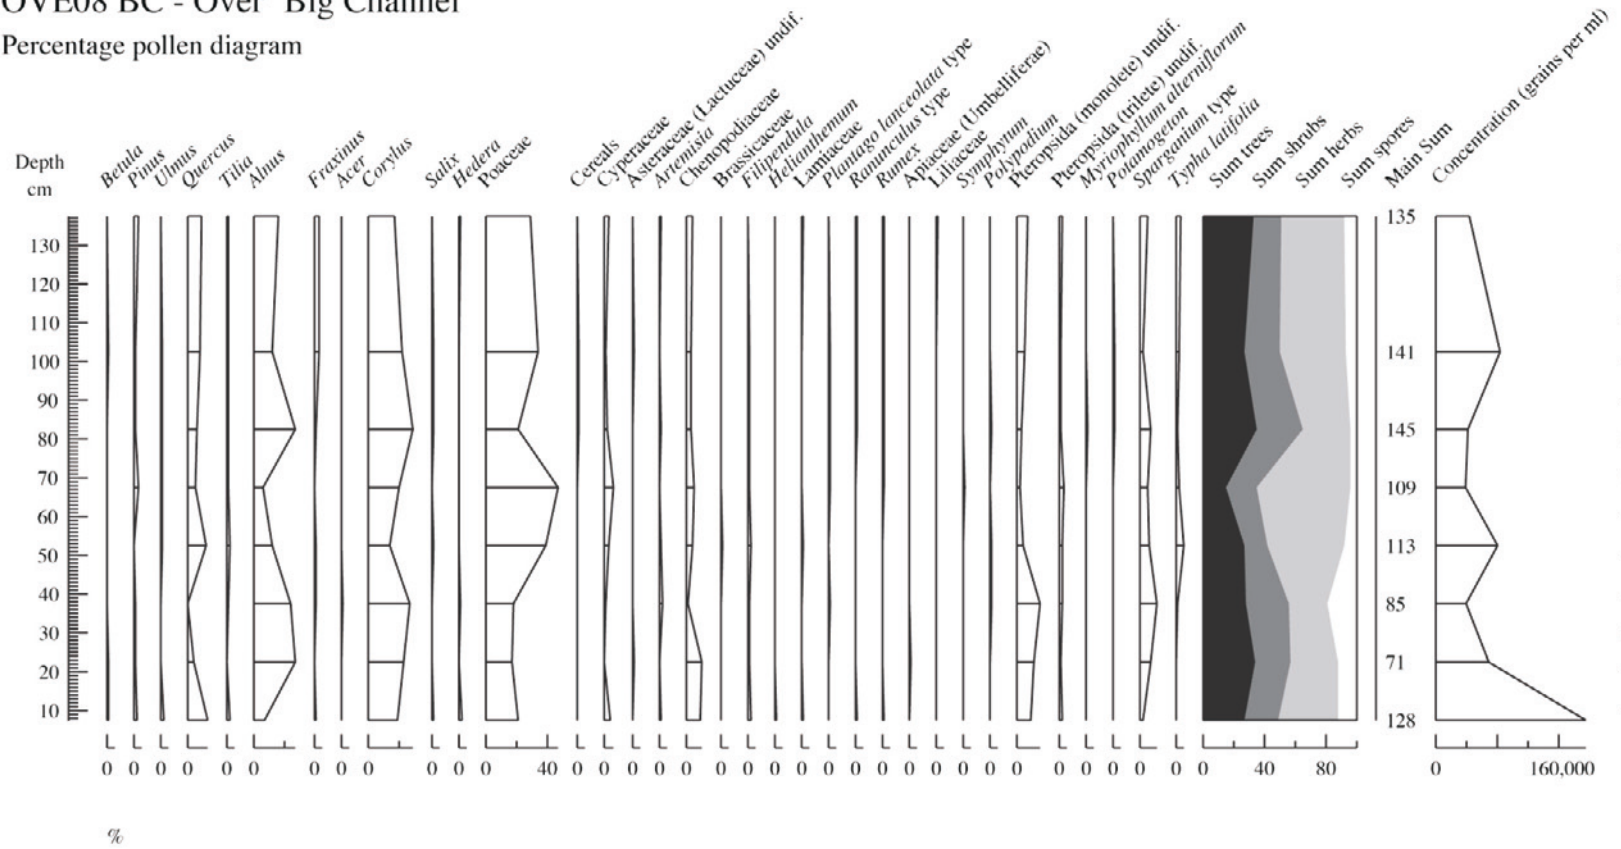 OVE08 BC - Over "Big Channel"
Percentage pollen diagram
Depth
cm
Betula
Pinus
Ulmus
Quercus
Tilia
Alnus
Fraxinus
Acer
Corylus
Salix
Hedera
Poaceae
Cereals
Cyperaceae
Asteraceae (Lactuceae) undif.
Artemisia
Chenopodiaceae
Brassicaceae
Filipendula
Helianthemum
Lamiaceae
Plantago lanceolata type
Ranunculus type
Rumex
Apiaceae (Umbelliferae)
Liliaceae
Symphytum
Polypodium
Pteropsida (monolete) undif.
Pteropsida (trilete) undif.
Myriophyllum alterniflorum
Potamogeton
Sparganium type
Typha latifolia
Sum trees
Sum shrubs
Sum herbs
Sum spores
Main Sum
Concentration (grains per ml)
130
120
110
100
90
80
70
60
50
40
30
20
10
135
141
145
109
113
85
71
128
0 0 0 0 0 0 0 0 0 0 0 0 40 0 0 0 0 0 0 0 0 0 0 0 0 0 0 0 0 0 0 0 0 0 0 0 40 80 0 160,000
%